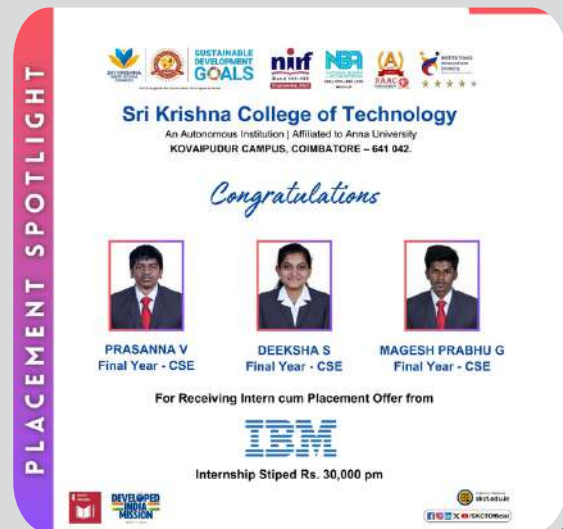 PLACEMENT SPOTLIGHT
SUSTAINABLE
DEVELOPMENT
GOALS
nirf
NBA
Sri Krishna College of Technology
An Autonomous Institution | Affiliated to Anna University
KOVAIPUDUR CAMPUS, COIMBATORE – 641 042.
Congratulations
PRASANNA V
Final Year - CSE
DEEKSHA S
Final Year - CSE
MAGESH PRABHU G
Final Year - CSE
For Receiving Intern cum Placement Offer from
IBM
Internship Stiped Rs. 30,000 pm
DEVELOPED
INDIA
MISSION
skct.edu.in